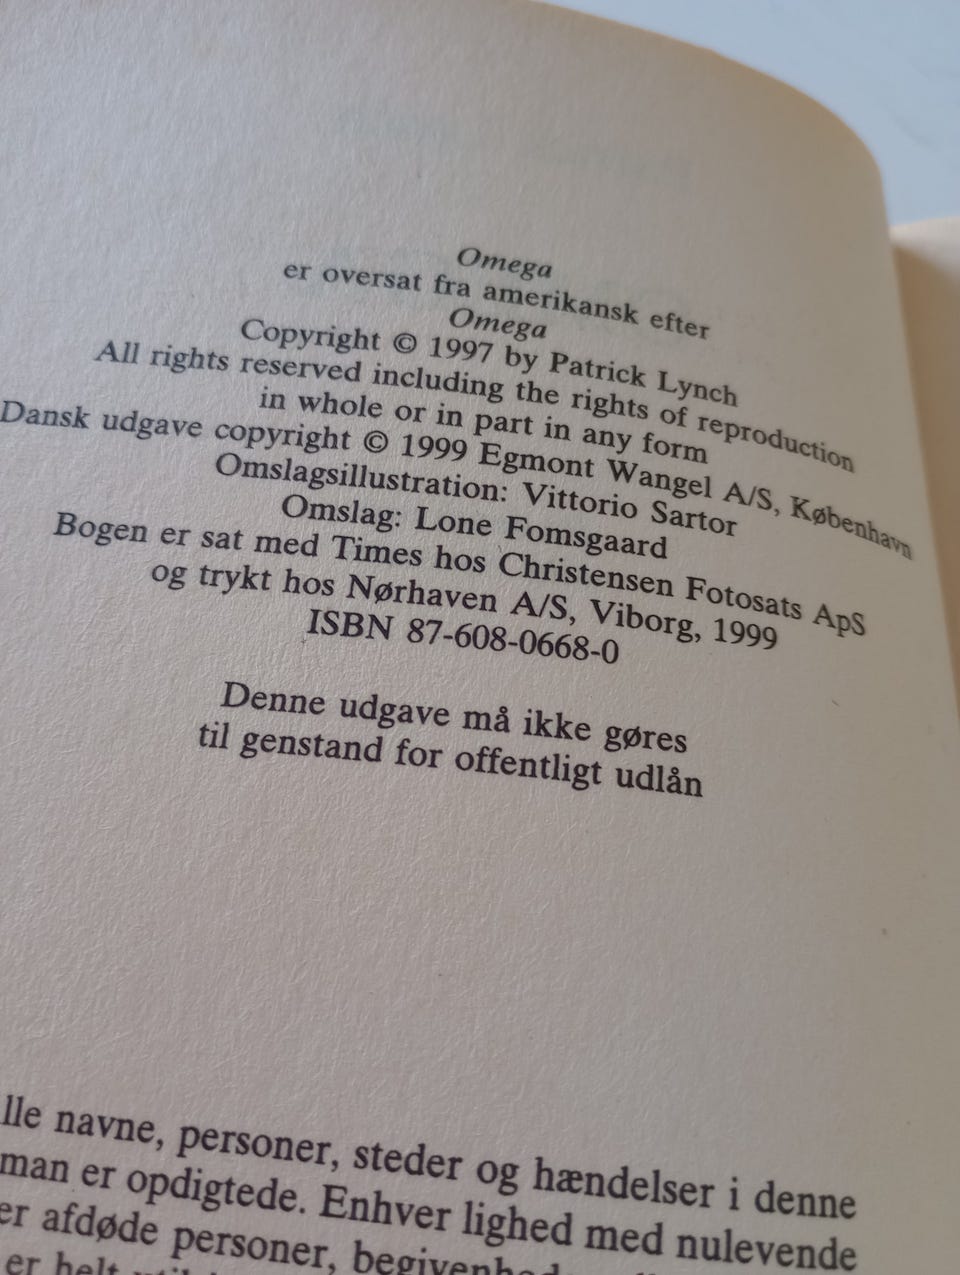 Omega
er oversat fra amerikansk efter
Omega
Copyright © 1997 by Patrick Lynch
All rights reserved including the rights of reproduction
in whole or in part in any form
Dansk udgave copyright © 1999 Egmont Wangel A/S, København
Omslagsillustration: Vittorio Sartor
Omslag: Lone Fomsgaard
Bogen er sat med Times hos Christensen Fotosats ApS
og trykt hos Nørhaven A/S, Viborg, 1999
ISBN 87-608-0668-0
Denne udgave må ikke gøres
til genstand for offentligt udlån
lle navne, personer, steder og hændelser i denne
man er opdigtede. Enhver lighed med nulevende
er afdøde personer,
er helt